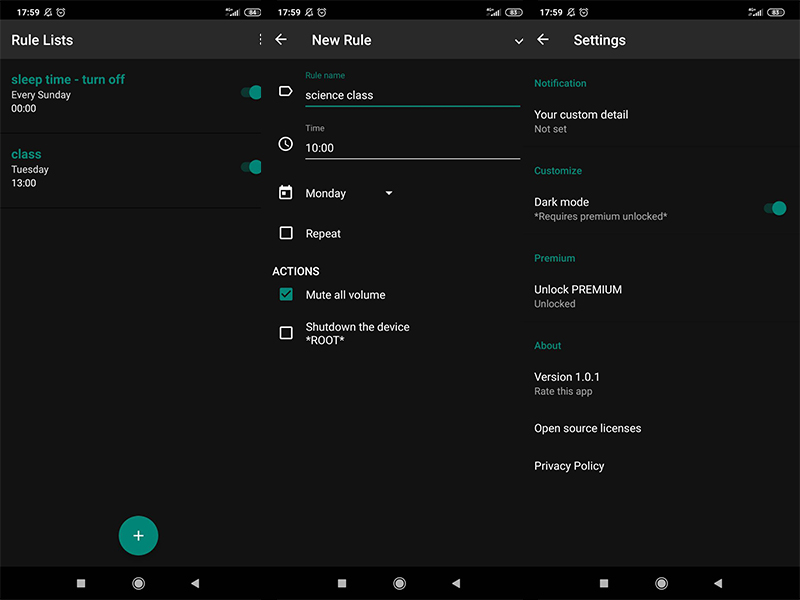 17:59
84
Rule Lists
sleep time - turn off
Every Sunday
00:00
class
Tuesday
13:00
17:59
83
New Rule
Rule name
science class
Time
10:00
Monday
Repeat
ACTIONS
Mute all volume
Shutdown the device
*ROOT*
17:59
83
Settings
Notification
Your custom detail
Not set
Customize
Dark mode
*Requires premium unlocked*
Premium
Unlock PREMIUM
Unlocked
About
Version 1.0.1
Rate this app
Open source licenses
Privacy Policy